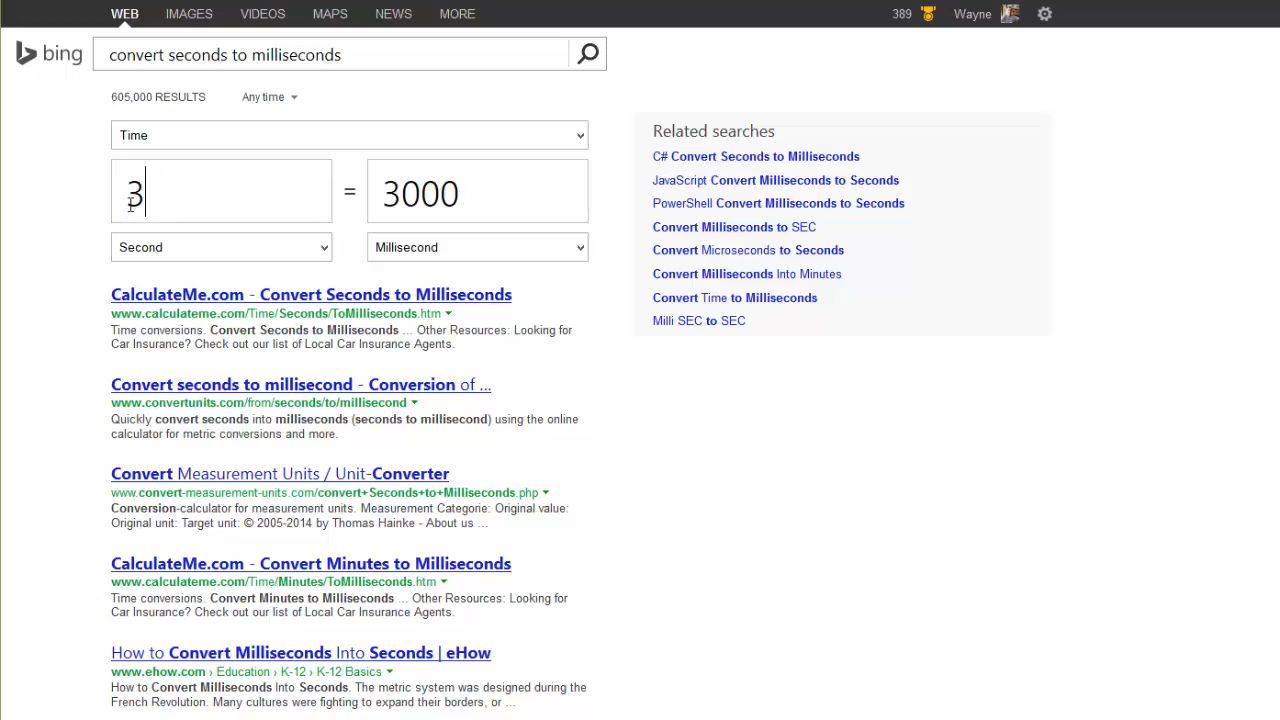 WEB IMAGES VIDEOS MAPS NEWS MORE 389 Wayne
bing convert seconds to milliseconds
605,000 RESULTS Any time
Time
3 = 3000
Second Millisecond
CalculateMe.com - Convert Seconds to Milliseconds
www.calculateme.com/Time/Seconds/ToMilliseconds.htm
Time conversions. Convert Seconds to Milliseconds ... Other Resources: Looking for
Car Insurance? Check out our list of Local Car Insurance Agents.
Convert seconds to millisecond - Conversion of ...
www.convertunits.com/from/seconds/to/millisecond
Quickly convert seconds into milliseconds (seconds to millisecond) using the online
calculator for metric conversions and more.
Convert Measurement Units / Unit-Converter
www.convert-measurement-units.com/convert+Seconds+to+Milliseconds.php
Conversion-calculator for measurement units. Measurement Categorie: Original value:
Original unit: Target unit: © 2005-2014 by Thomas Hainke - About us ...
CalculateMe.com - Convert Minutes to Milliseconds
www.calculateme.com/Time/Minutes/ToMilliseconds.htm
Time conversions. Convert Minutes to Milliseconds ... Other Resources: Looking for
Car Insurance? Check out our list of Local Car Insurance Agents.
How to Convert Milliseconds Into Seconds | eHow
www.ehow.com › Education › K-12 › K-12 Basics
How to Convert Milliseconds Into Seconds. The metric system was designed during the
French Revolution. Many cultures were fighting to expand their borders, or ...
Related searches
C# Convert Seconds to Milliseconds
JavaScript Convert Milliseconds to Seconds
PowerShell Convert Milliseconds to Seconds
Convert Milliseconds to SEC
Convert Microseconds to Seconds
Convert Milliseconds Into Minutes
Convert Time to Milliseconds
Milli SEC to SEC